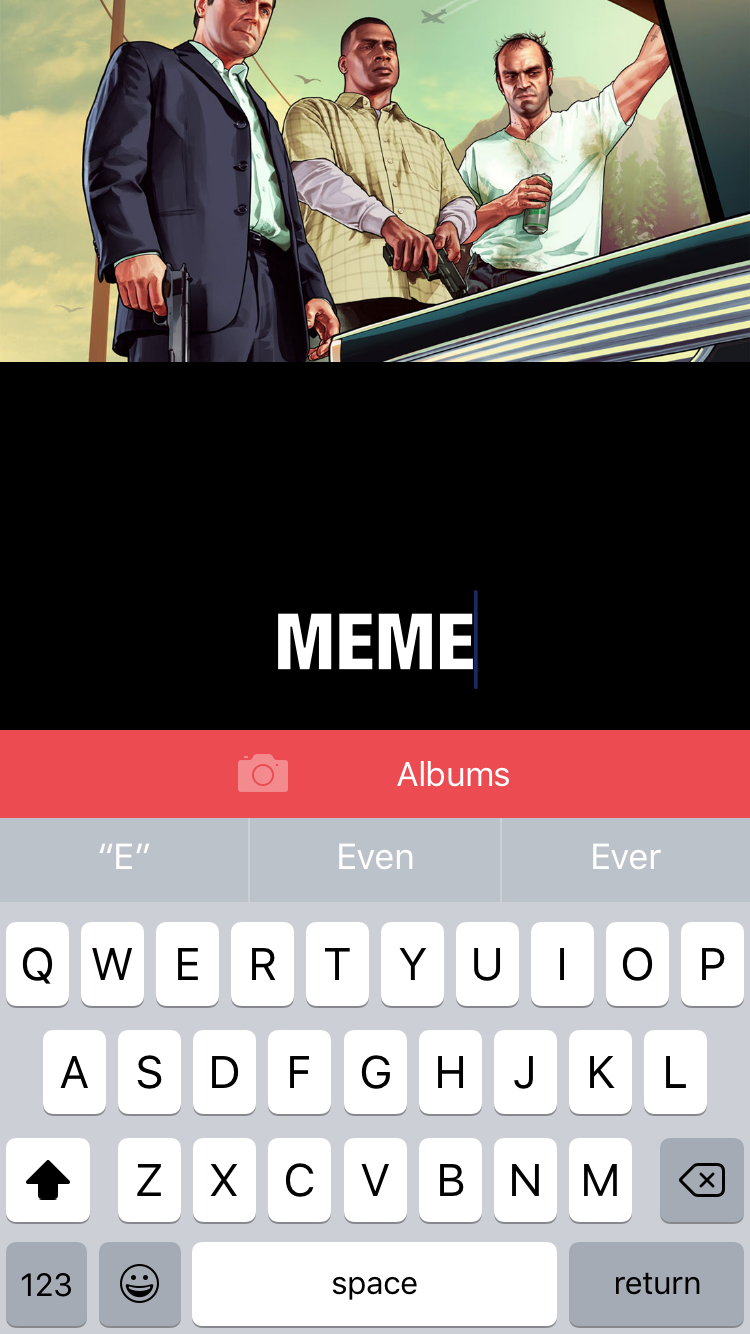 MEME
Albums
“E” Even Ever
Q W E R T Y U I O P
A S D F G H J K L
Z X C V B N M
123 space return